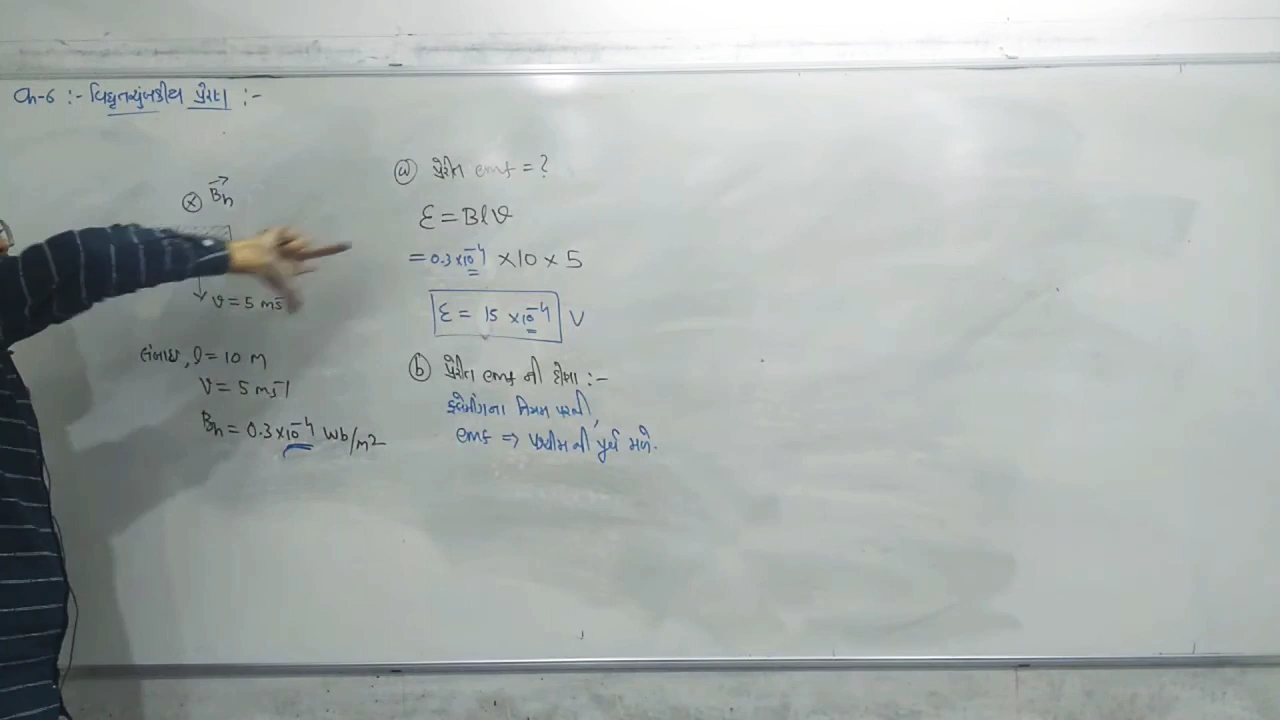 Ch-6 :- વિદ્યુતચુંબકીય પ્રેરણ :-
ⓧ B⃗h
v = 5 ms
લંબાઇ, l = 10 m
v = 5 ms⁻¹
Bh = 0.3×10⁻⁴ Wb/m²
ⓐ પ્રેરીત emf = ?
ε = Blv
= 0.3×10⁻⁴ × 10 × 5
ε = 15 ×10⁻⁴ V
ⓑ પ્રેરીત emf ની દીશા :-
ફ્લેમીંગના નિયમ પરથી,
emf ⇒ પશ્ચીમ થી પૂર્વ મળે.